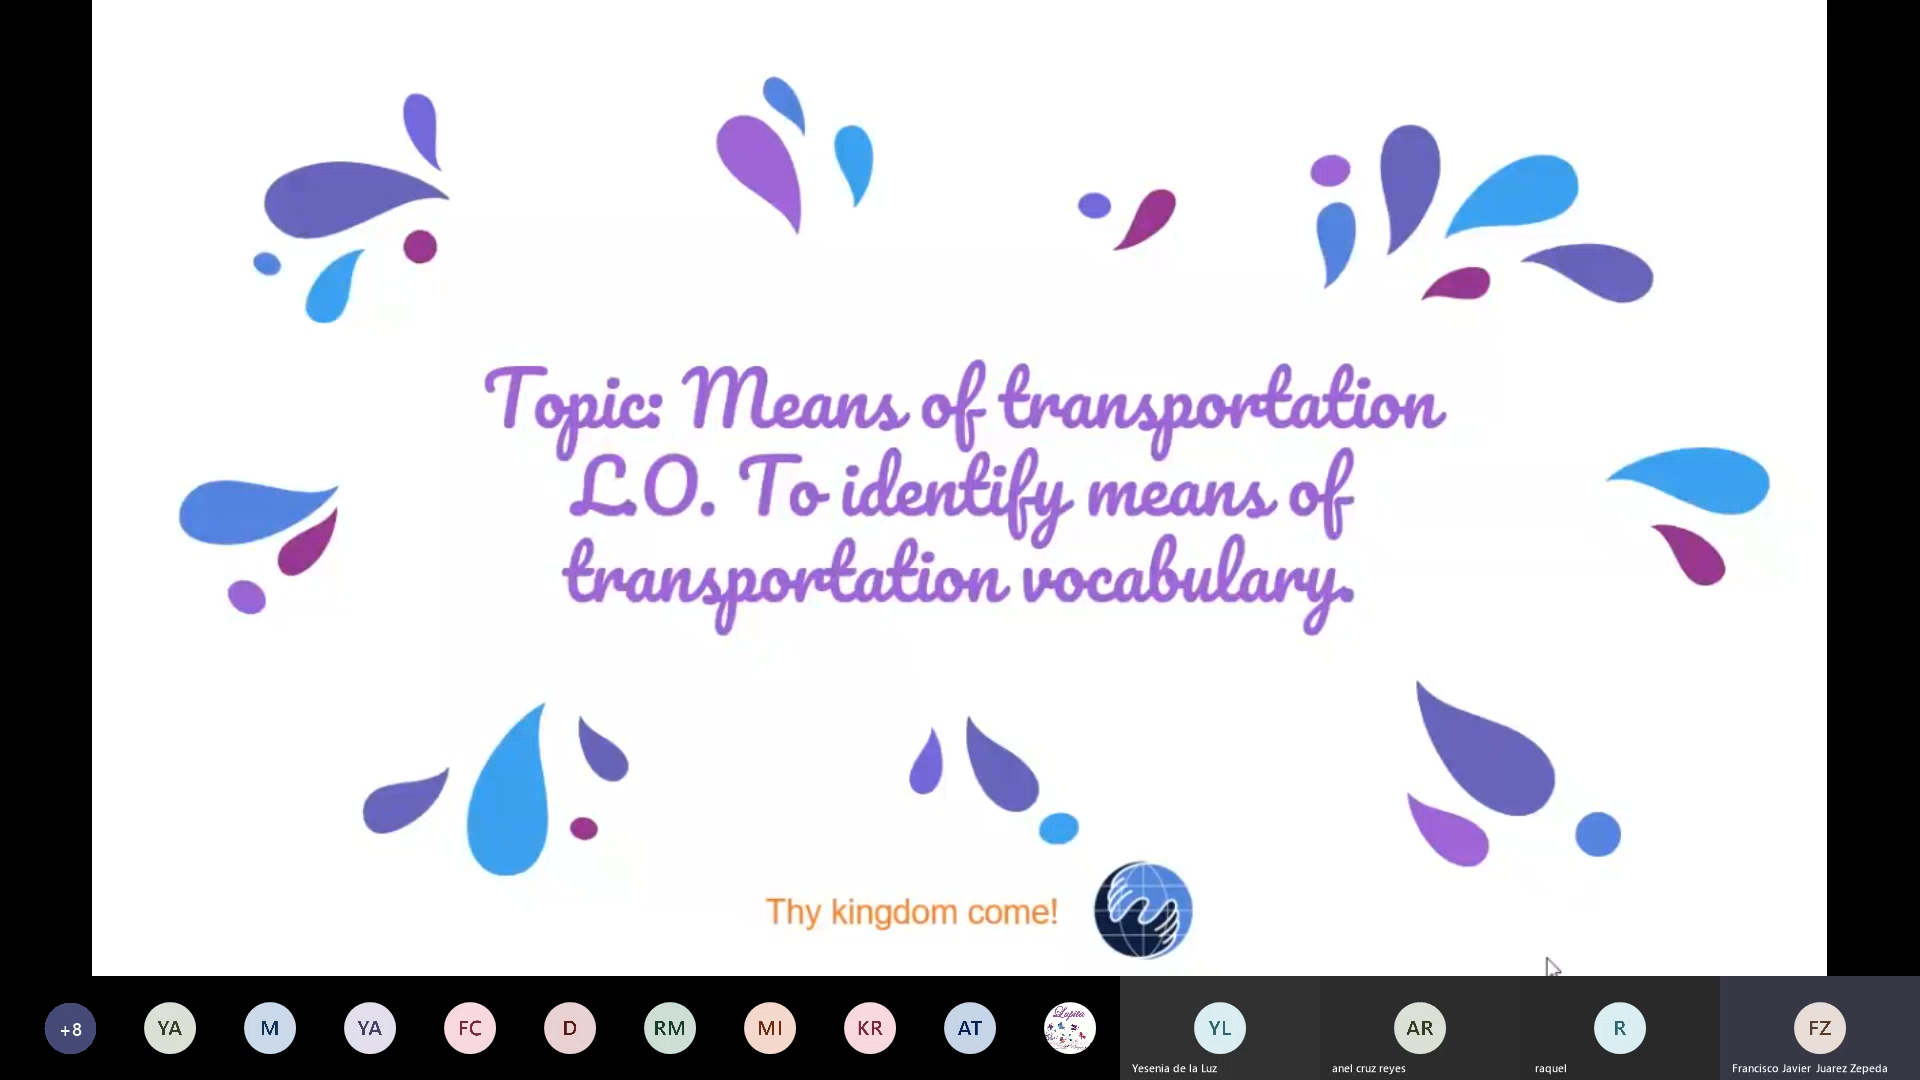 Topic: Means of transportation
L.O. To identify means of
transportation vocabulary.
Thy kingdom come!
+8
YA
M
YA
FC
D
RM
MI
KR
AT
Lupita
YL
AR
R
FZ
Yesenia de la Luz
anel cruz reyes
raquel
Francisco Javier Juarez Zepeda